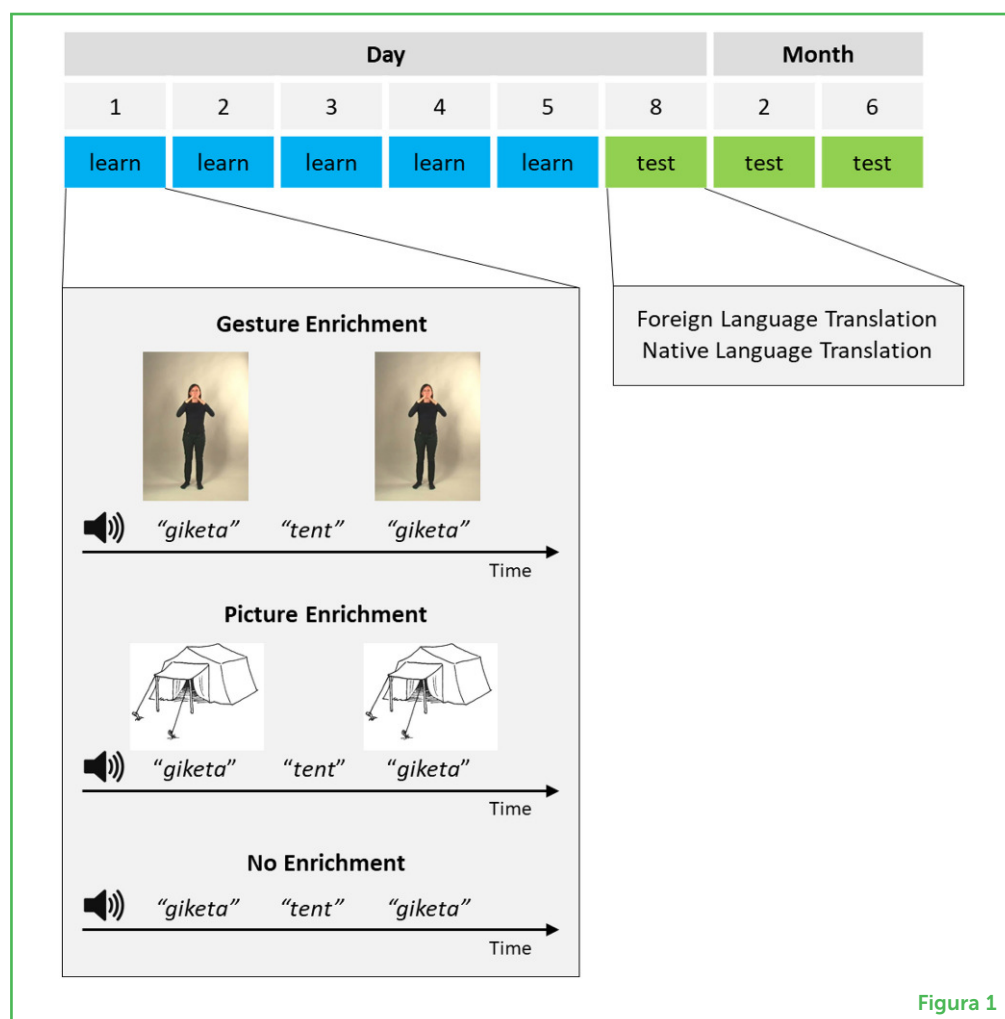 Day Month
1 2 3 4 5 8 2 6
learn learn learn learn learn test test test
Foreign Language Translation
Native Language Translation
Gesture Enrichment
“giketa” “tent” “giketa”
Time
Picture Enrichment
“giketa” “tent” “giketa”
Time
No Enrichment
“giketa” “tent” “giketa”
Time
Figura 1